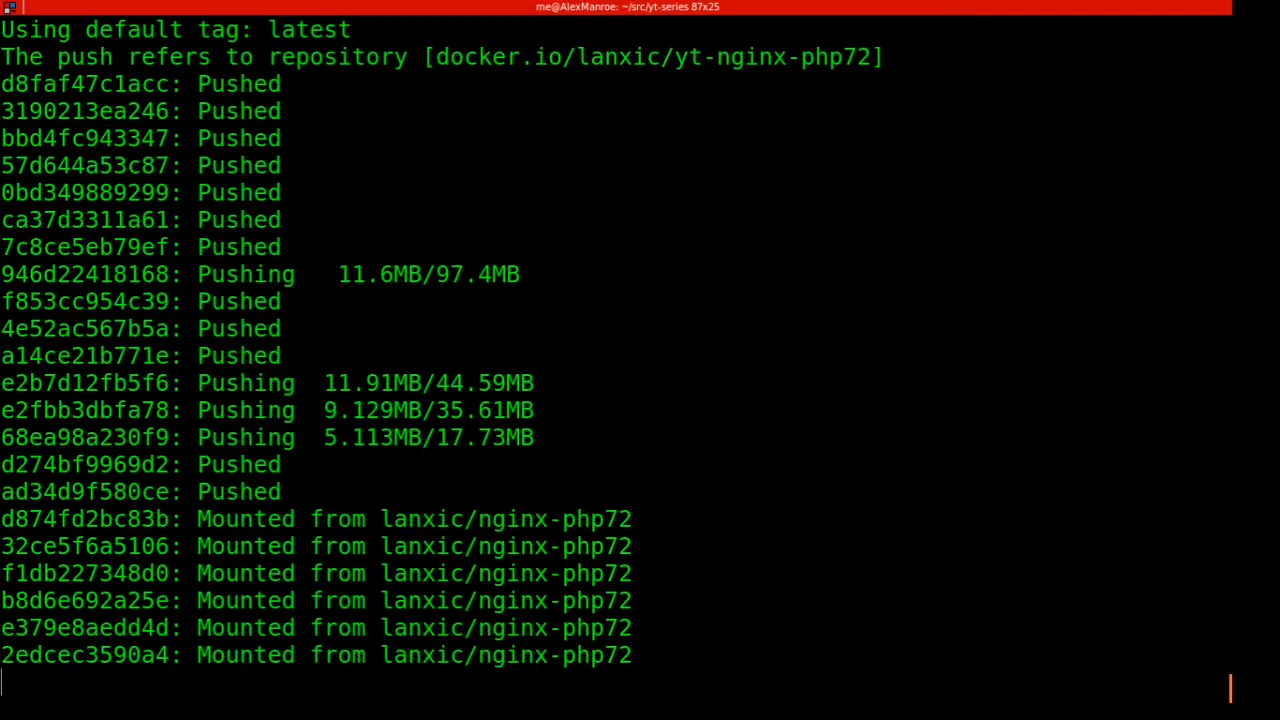 me@AlexManroe: ~/src/yt-series 87x25
Using default tag: latest
The push refers to repository [docker.io/lanxic/yt-nginx-php72]
d8faf47c1acc: Pushed
3190213ea246: Pushed
bbd4fc943347: Pushed
57d644a53c87: Pushed
0bd349889299: Pushed
ca37d3311a61: Pushed
7c8ce5eb79ef: Pushed
946d22418168: Pushing   11.6MB/97.4MB
f853cc954c39: Pushed
4e52ac567b5a: Pushed
a14ce21b771e: Pushed
e2b7d12fb5f6: Pushing  11.91MB/44.59MB
e2fbb3dbfa78: Pushing  9.129MB/35.61MB
68ea98a230f9: Pushing  5.113MB/17.73MB
d274bf9969d2: Pushed
ad34d9f580ce: Pushed
d874fd2bc83b: Mounted from lanxic/nginx-php72
32ce5f6a5106: Mounted from lanxic/nginx-php72
f1db227348d0: Mounted from lanxic/nginx-php72
b8d6e692a25e: Mounted from lanxic/nginx-php72
e379e8aedd4d: Mounted from lanxic/nginx-php72
2edcec3590a4: Mounted from lanxic/nginx-php72